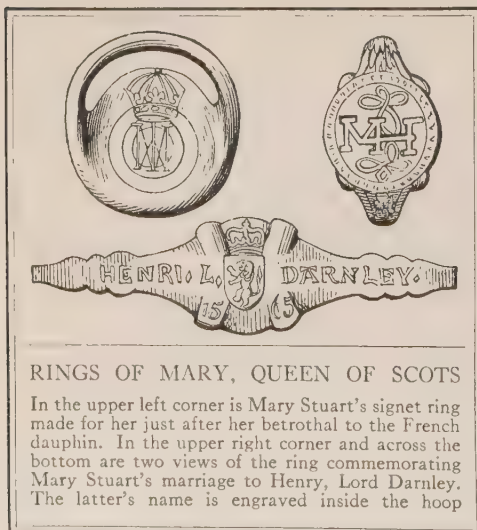 MH
HENRI. L. DARNLEY.
15 65
RINGS OF MARY, QUEEN OF SCOTS
In the upper left corner is Mary Stuart's signet ring
made for her just after her betrothal to the French
dauphin. In the upper right corner and across the
bottom are two views of the ring commemorating
Mary Stuart's marriage to Henry, Lord Darnley.
The latter's name is engraved inside the hoop